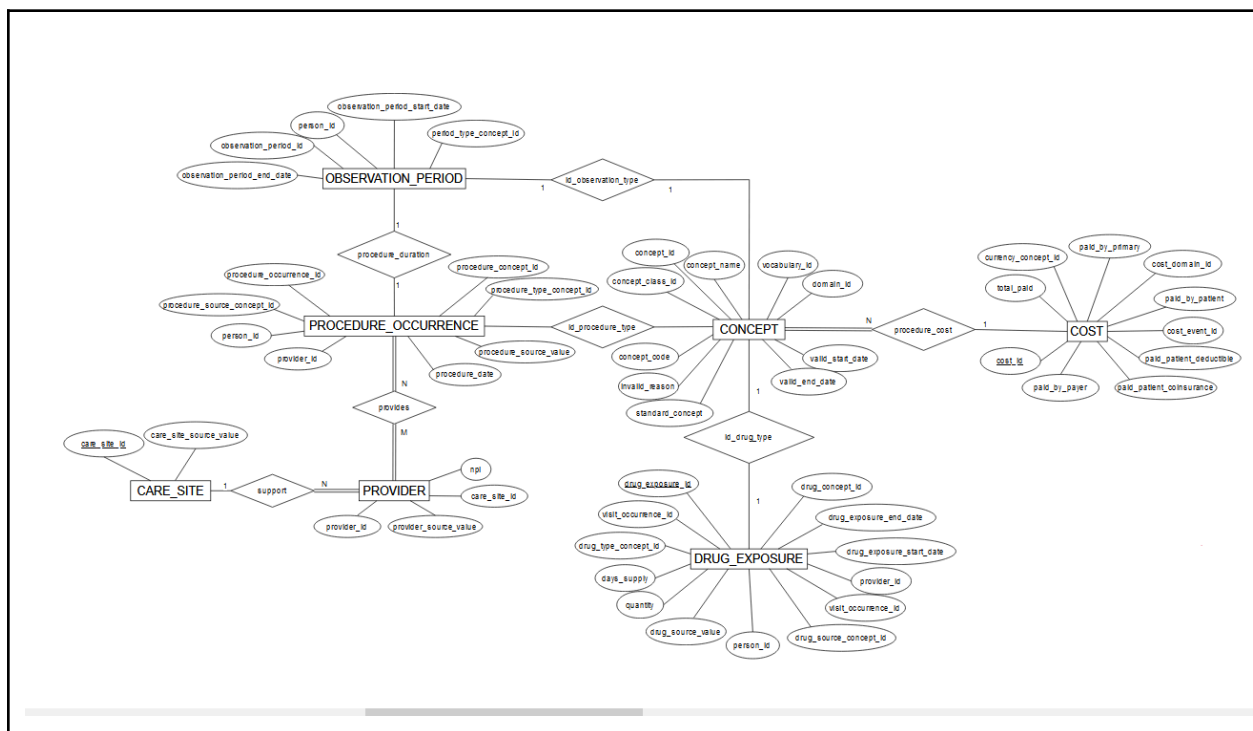 observation_period_start_date
person_id
period_type_concept_id
observation_period_id
observation_period_end_date
OBSERVATION_PERIOD
1
id_observation_type
1
1
procedure_duration
1
procedure_occurrence_id
procedure_concept_id
procedure_source_concept_id
procedure_type_concept_id
PROCEDURE_OCCURRENCE
person_id
provider_id
procedure_source_value
procedure_date
id_procedure_type
concept_id
concept_name
vocabulary_id
concept_class_id
domain_id
CONCEPT
concept_code
valid_start_date
invalid_reason
valid_end_date
standard_concept
N
procedure_cost
1
paid_by_primary
currency_concept_id
cost_domain_id
total_paid
paid_by_patient
COST
cost_event_id
cost_id
paid_patient_deductible
paid_by_payer
paid_patient_coinsurance
N
provides
M
care_site_id
care_site_source_value
CARE_SITE
1
support
N
PROVIDER
npi
care_site_id
provider_id
provider_source_value
1
id_drug_type
1
drug_exposure_id
drug_concept_id
visit_occurrence_id
drug_exposure_end_date
drug_type_concept_id
drug_exposure_start_date
DRUG_EXPOSURE
days_supply
provider_id
quantity
visit_occurrence_id
drug_source_value
drug_source_concept_id
person_id